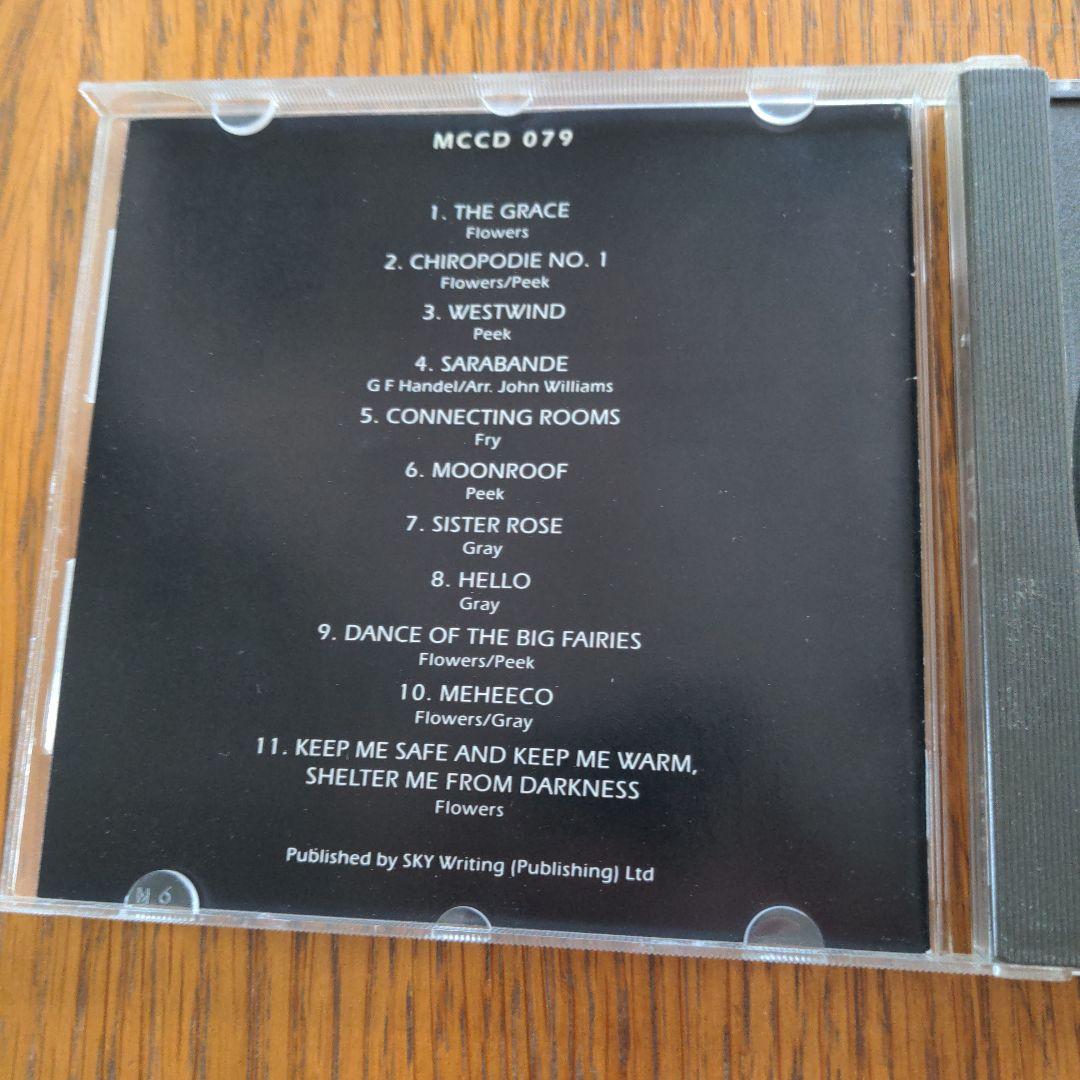 MCCD 079
1. THE GRACE
Flowers
2. CHIROPODIE NO. 1
Flowers/Peek
3. WESTWIND
Peek
4. SARABANDE
G F Handel/Arr. John Williams
5. CONNECTING ROOMS
Fry
6. MOONROOF
Peek
7. SISTER ROSE
Gray
8. HELLO
Gray
9. DANCE OF THE BIG FAIRIES
Flowers/Peek
10. MEHEECO
Flowers/Gray
11. KEEP ME SAFE AND KEEP ME WARM,
SHELTER ME FROM DARKNESS
Flowers
Published by SKY Writing (Publishing) Ltd